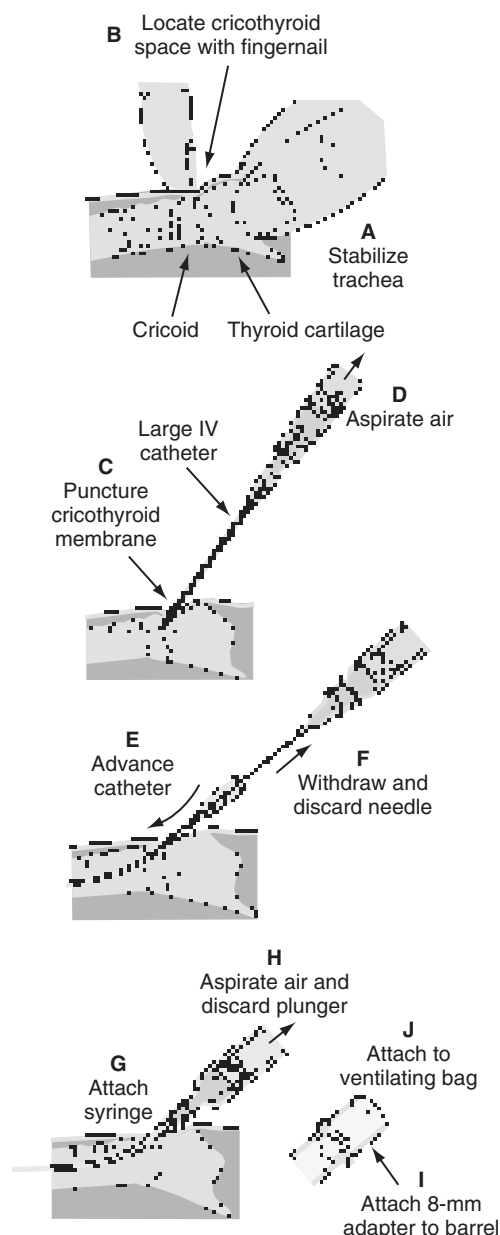 B
Locate cricothyroid
space with fingernail
A
Stabilize
trachea
Cricoid
Thyroid cartilage
D
Aspirate air
Large IV
catheter
C
Puncture
cricothyroid
membrane
E
Advance
catheter
F
Withdraw and
discard needle
H
Aspirate air and
discard plunger
G
Attach
syringe
J
Attach to
ventilating bag
I
Attach 8-mm
adapter to barrel